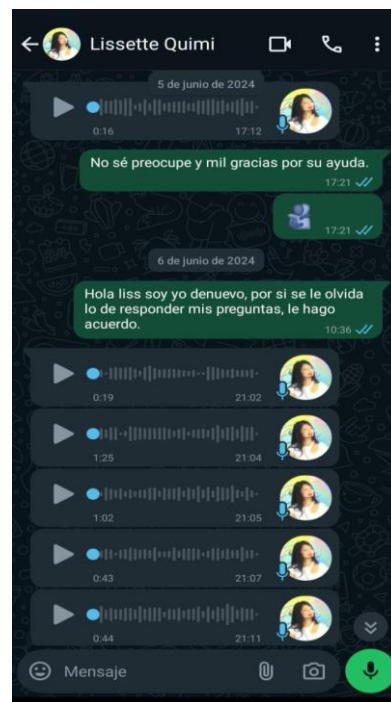 Lissette Quimi
5 de junio de 2024
0:16 17:12
No sé preocupe y mil gracias por su ayuda.
17:21
17:21
6 de junio de 2024
Hola liss soy yo denuevo, por si se le olvida
lo de responder mis preguntas, le hago
acuerdo.
10:36
0:19 21:02
1:25 21:04
1:02 21:05
0:43 21:07
0:44 21:11
Mensaje